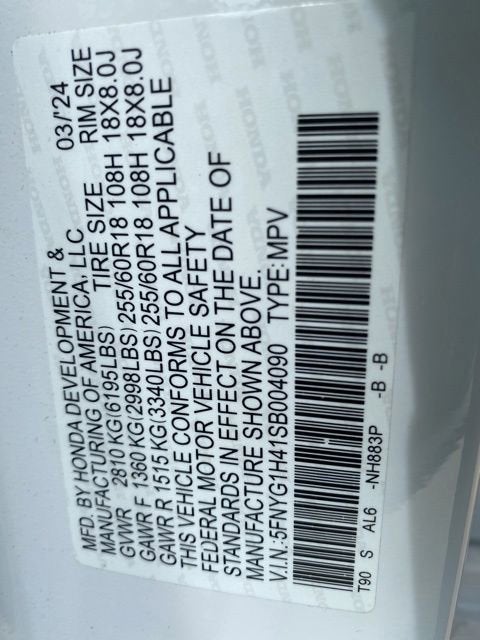 MFD. BY HONDA DEVELOPMENT & 03/'24
MANUFACTURING OF AMERICA, LLC
TIRE SIZE RIM SIZE
GVWR 2810 KG(6195LBS)
GAWR F 1360 KG(2998LBS) 255/60R18 108H 18X8.0J
GAWR R 1515 KG(3340LBS) 255/60R18 108H 18X8.0J
THIS VEHICLE CONFORMS TO ALL APPLICABLE
FEDERAL MOTOR VEHICLE SAFETY
STANDARDS IN EFFECT ON THE DATE OF
MANUFACTURE SHOWN ABOVE.
V.I.N.:5FNYG1H41SB004090 TYPE:MPV
T90 S AL6 -NH883P -B -B
HONDA